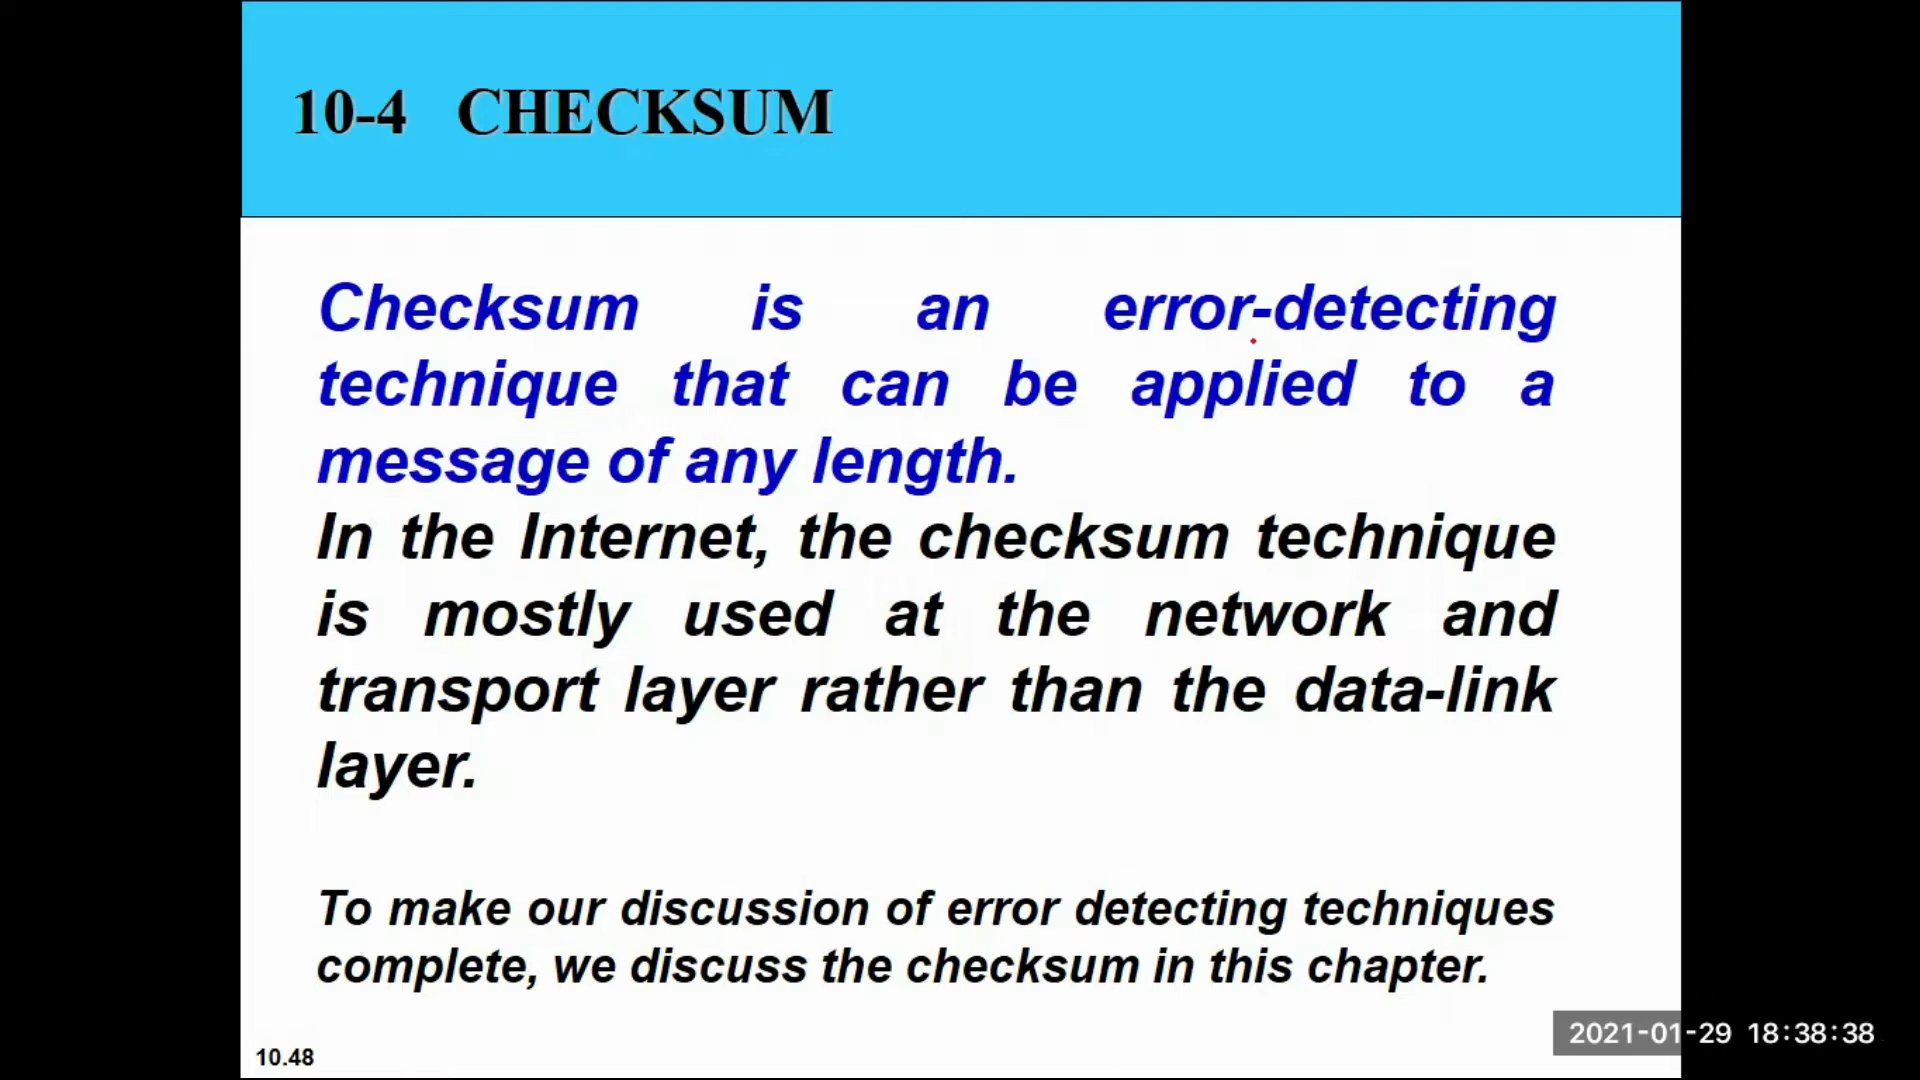 10-4 CHECKSUM
Checksum is an error-detecting
technique that can be applied to a
message of any length.
In the Internet, the checksum technique
is mostly used at the network and
transport layer rather than the data-link
layer.
To make our discussion of error detecting techniques
complete, we discuss the checksum in this chapter.
2021-01-29 18:38:38
10.48